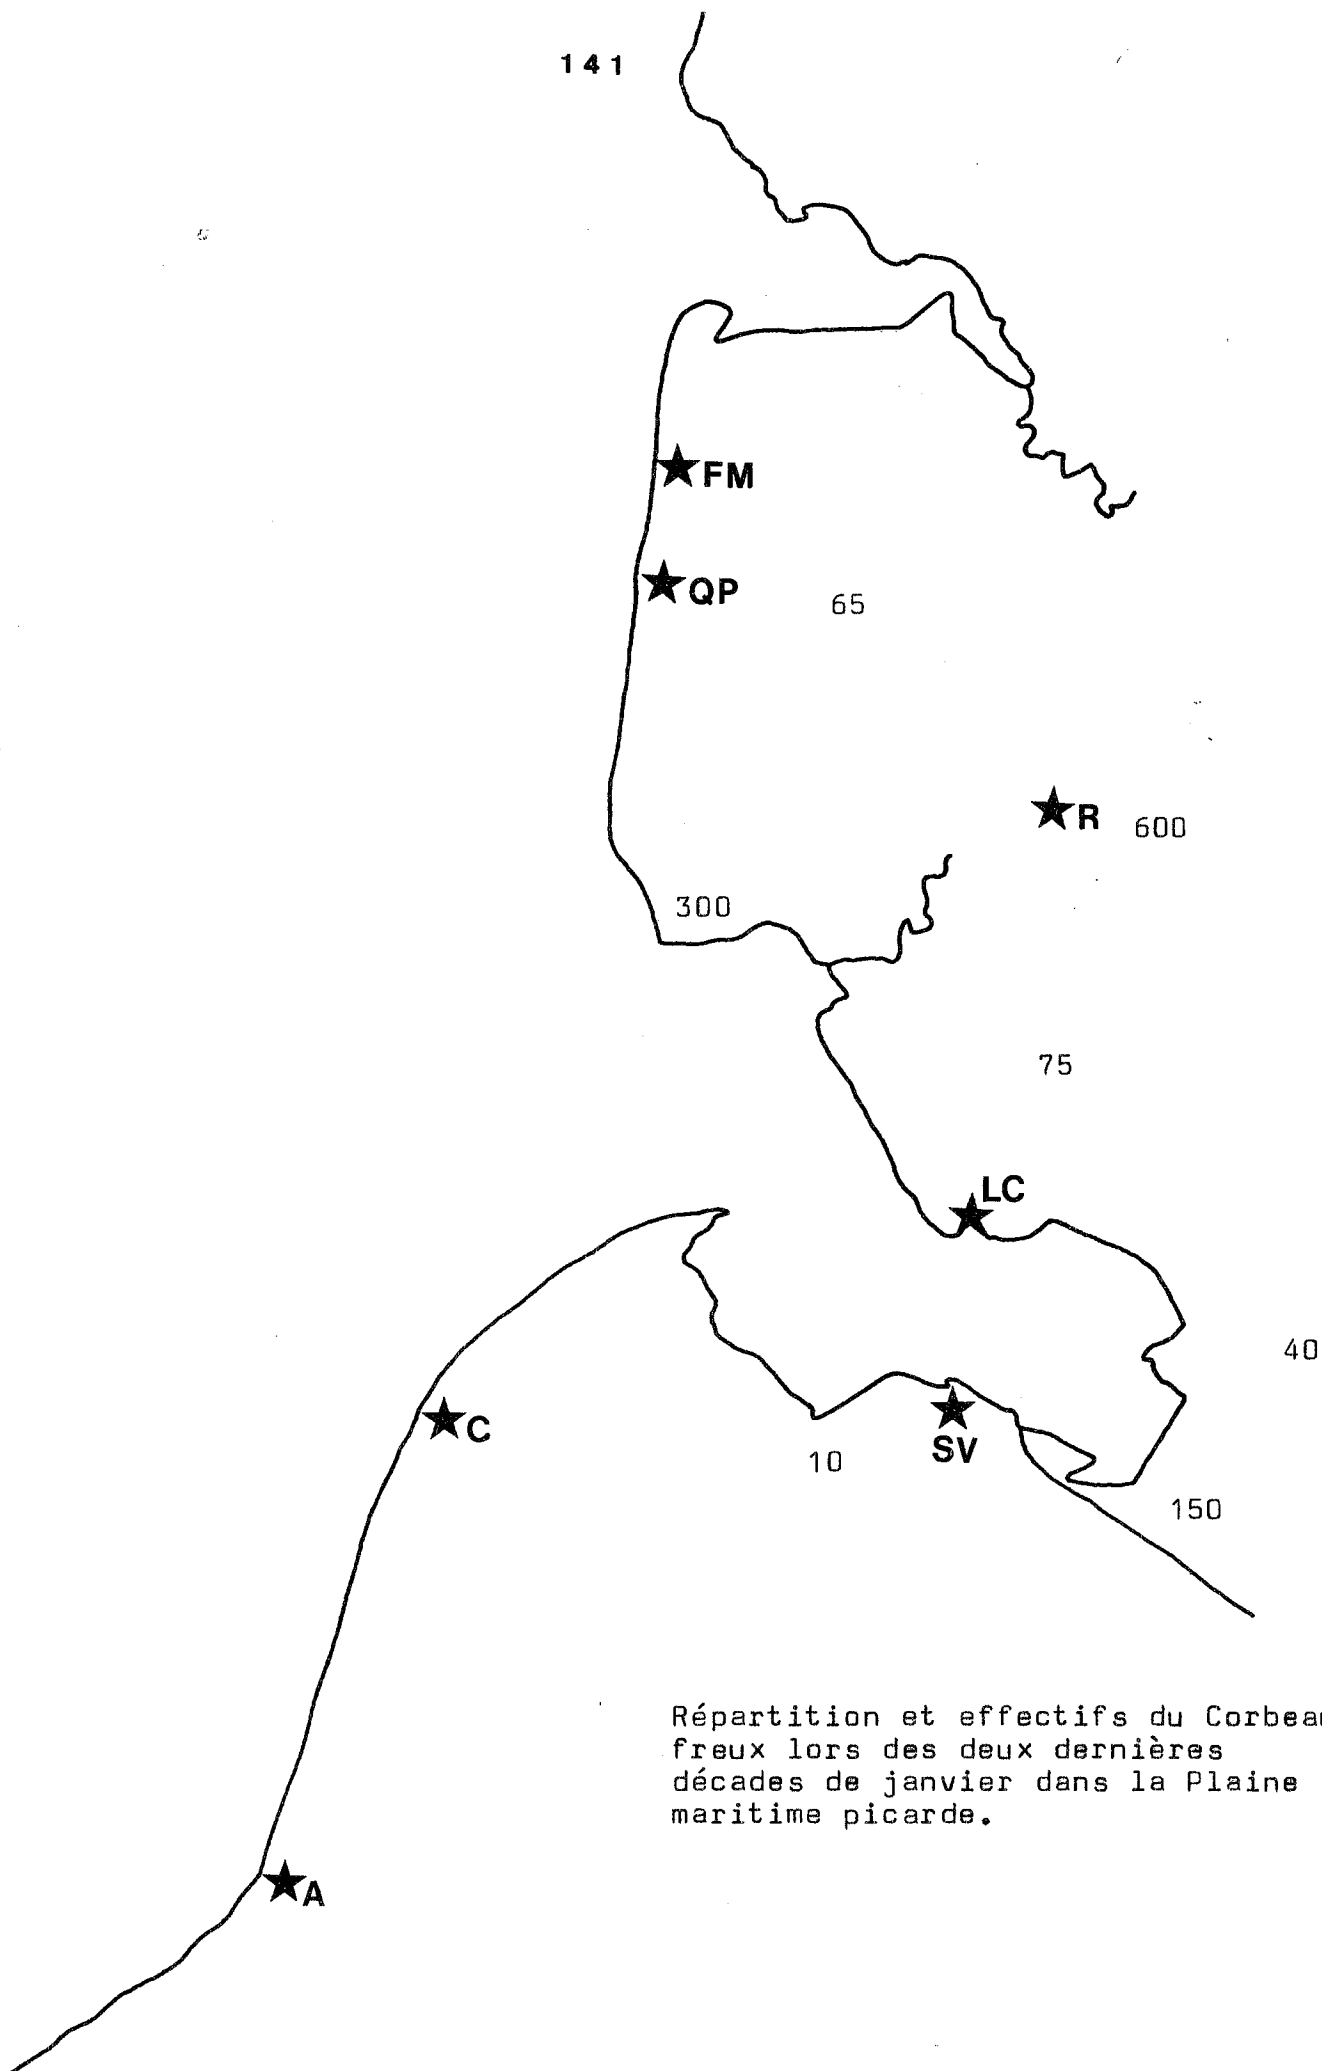 141
FM
QP
65
R
600
300
75
LC
40
C
SV
10
150
Répartition et effectifs du Corbeau
freux lors des deux dernières
décades de janvier dans la Plaine
maritime picarde.
A